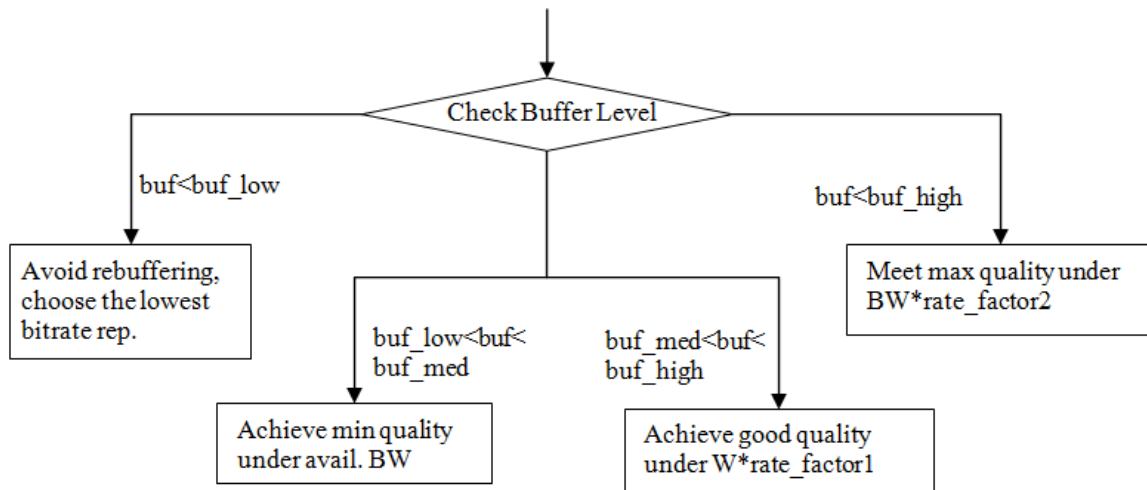 Check Buffer Level
buf<buf_low
buf<buf_high
Avoid rebuffering,
choose the lowest
bitrate rep.
Meet max quality under
BW*rate_factor2
buf_low<buf<
buf_med
buf_med<buf<
buf_high
Achieve min quality
under avail. BW
Achieve good quality
under W*rate_factor1